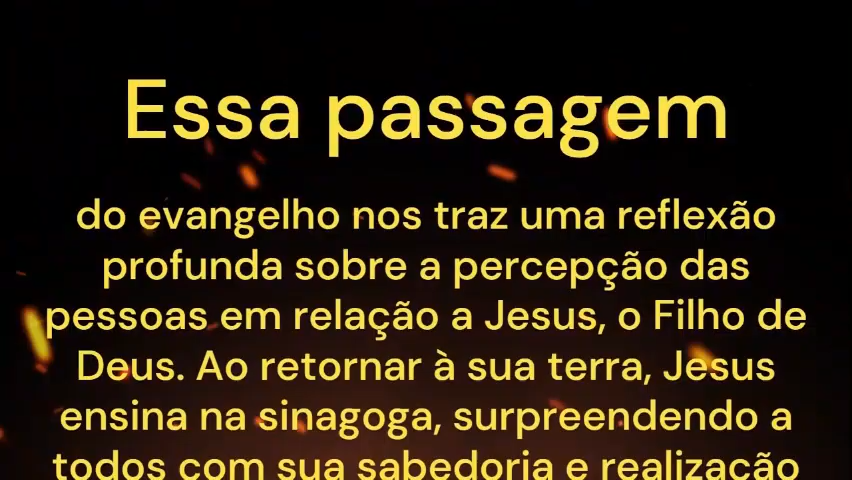 Essa passagem
do evangelho nos traz uma reflexão
profunda sobre a percepção das
pessoas em relação a Jesus, o Filho de
Deus. Ao retornar à sua terra, Jesus
ensina na sinagoga, surpreendendo a
todos com sua sabedoria e realização